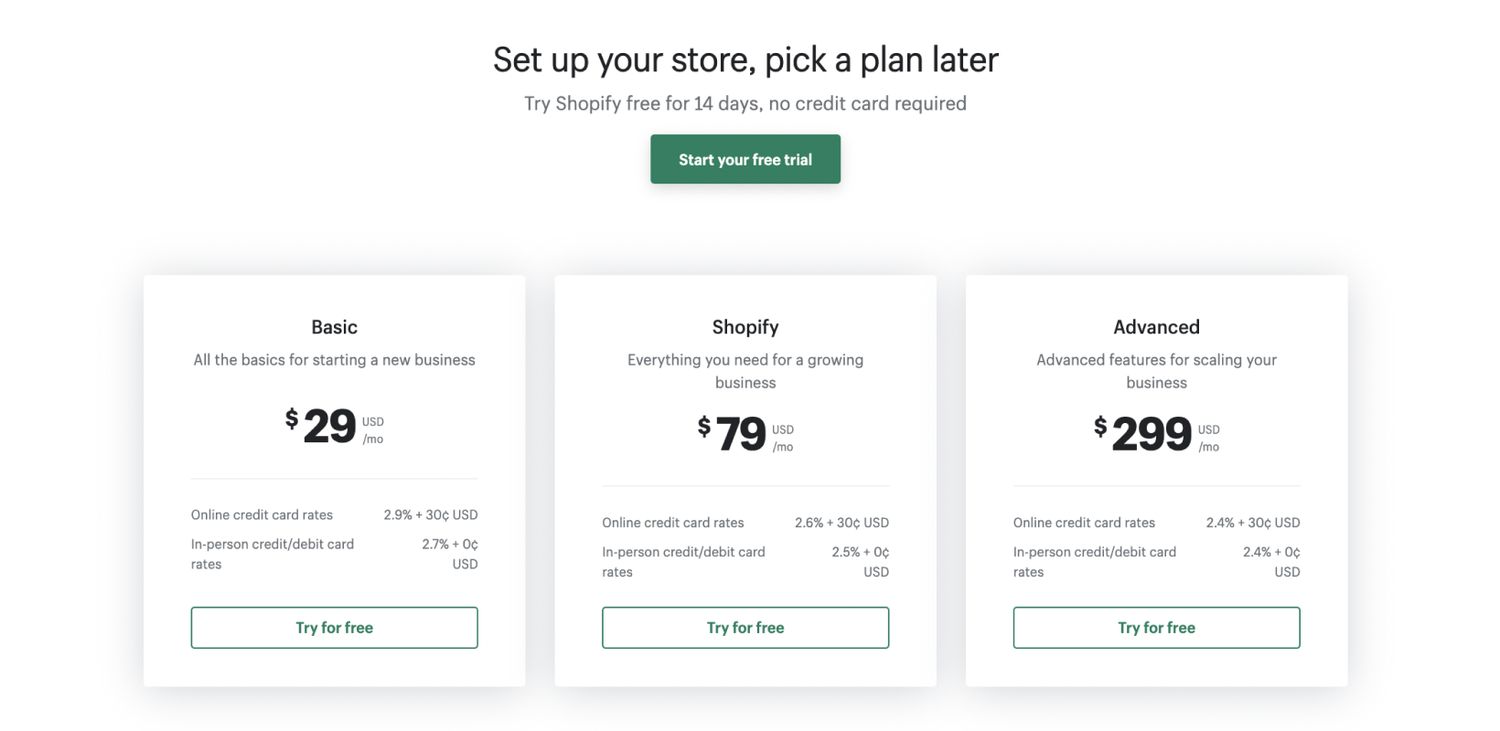 Set up your store, pick a plan later
Try Shopify free for 14 days, no credit card required
Start your free trial
Basic
All the basics for starting a new business
$ 29 USD
/mo
Online credit card rates 2.9% + 30¢ USD
In-person credit/debit card 2.7% + 0¢
rates USD
Try for free
Shopify
Everything you need for a growing
business
$ 79 USD
/mo
Online credit card rates 2.6% + 30¢ USD
In-person credit/debit card 2.5% + 0¢
rates USD
Try for free
Advanced
Advanced features for scaling your
business
$ 299 USD
/mo
Online credit card rates 2.4% + 30¢ USD
In-person credit/debit card 2.4% + 0¢
rates USD
Try for free